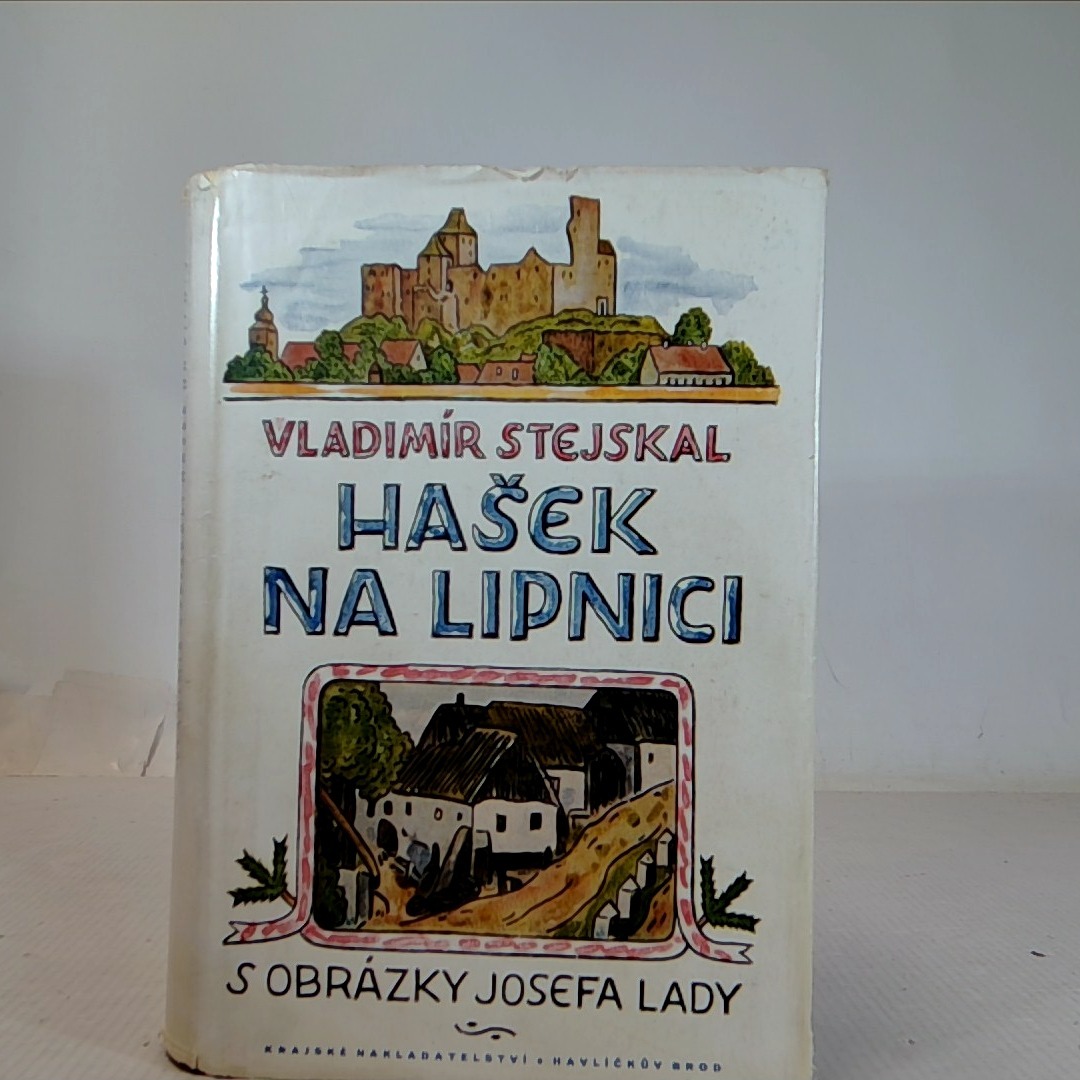 VLADIMÍR STEJSKAL
HAŠEK
NA LIPNICI
S OBRÁZKY JOSEFA LADY
KRAJSKÉ NAKLADATELSTVÍ • HAVLÍČKŮV BROD